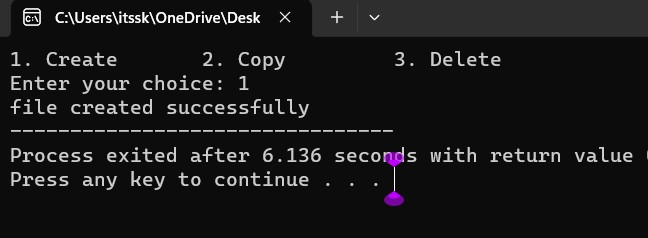 C:\Users\itssk\OneDrive\Desk
1. Create 2. Copy 3. Delete
Enter your choice: 1
file created successfully
--------------------------------
Process exited after 6.136 seconds with return value
Press any key to continue . . .